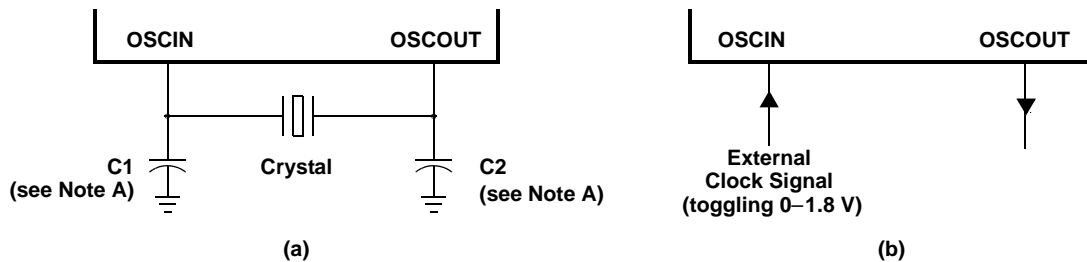 OSCIN OSCOUT
C1
(see Note A)
Crystal
C2
(see Note A)
(a)
OSCIN OSCOUT
External
Clock Signal
(toggling 0–1.8 V)
(b)